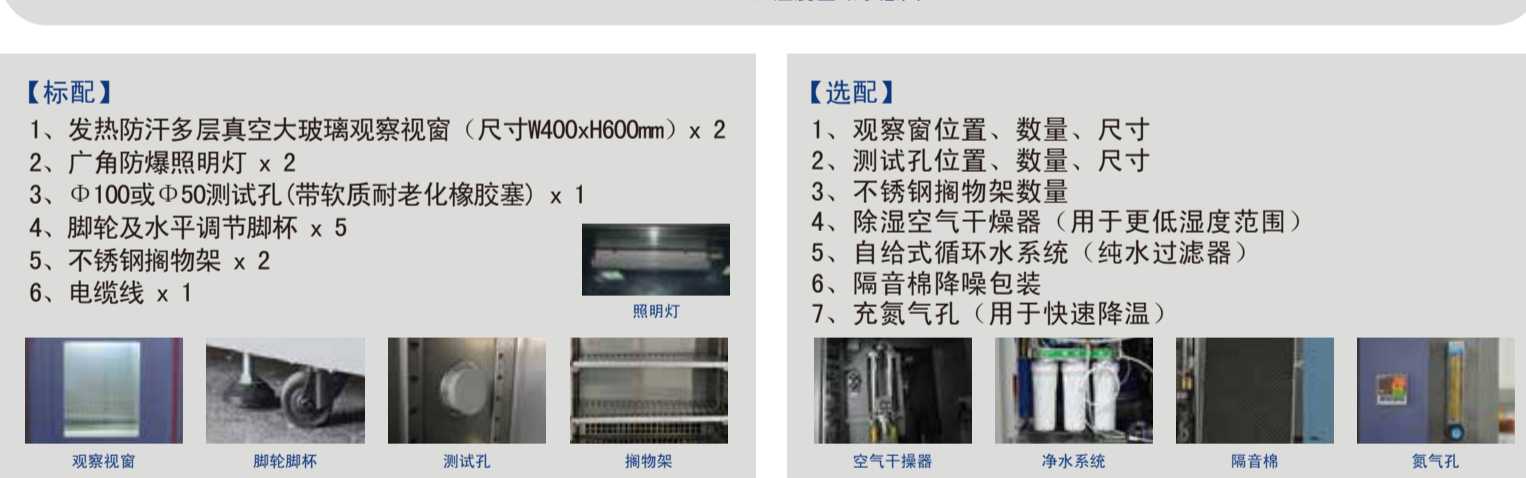 【标配】
1、发热防汗多层真空大玻璃观察视窗（尺寸W400xH600mm）x 2
2、广角防爆照明灯 x 2
3、Φ100或Φ50测试孔(带软质耐老化橡胶塞) x 1
4、脚轮及水平调节脚杯 x 5
5、不锈钢搁物架 x 2
6、电缆线 x 1
照明灯
观察视窗
脚轮脚杯
测试孔
搁物架
【选配】
1、观察窗位置、数量、尺寸
2、测试孔位置、数量、尺寸
3、不锈钢搁物架数量
4、除湿空气干燥器（用于更低湿度范围）
5、自给式循环水系统（纯水过滤器）
6、隔音棉降噪包装
7、充氮气孔（用于快速降温）
空气干操器
净水系统
隔音棉
氮气孔